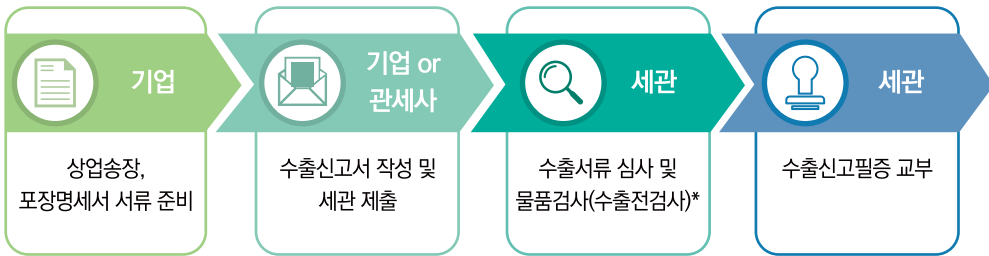 기업
상업송장,
포장명세서 서류 준비
기업 or
관세사
수출신고서 작성 및
세관 제출
세관
수출서류 심사 및
물품검사(수출전검사)*
세관
수출신고필증 교부